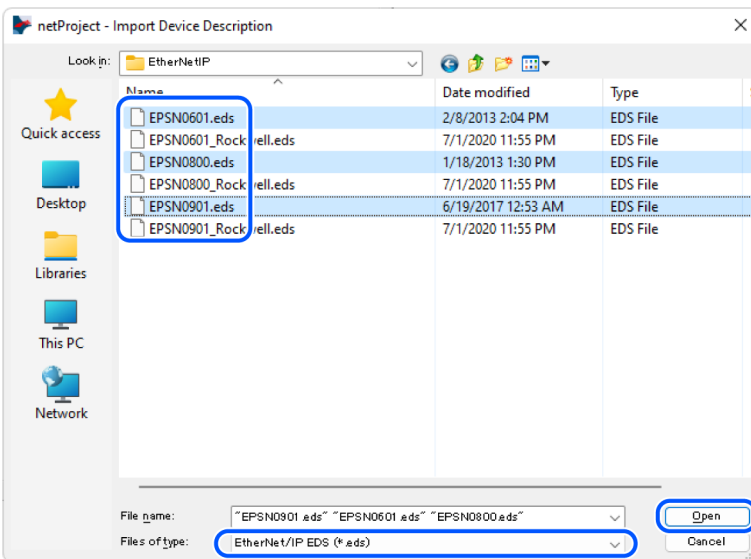 netProject - Import Device Description
Look in: EtherNetIP
Name Date modified Type
EPSN0601.eds 2/8/2013 2:04 PM EDS File
EPSN0601_Rockwell.eds 7/1/2020 11:55 PM EDS File
EPSN0800.eds 1/18/2013 1:30 PM EDS File
EPSN0800_Rockwell.eds 7/1/2020 11:55 PM EDS File
EPSN0901.eds 6/19/2017 12:53 AM EDS File
EPSN0901_Rockwell.eds 7/1/2020 11:55 PM EDS File
Quick access
Desktop
Libraries
This PC
Network
File name: "EPSN0901.eds" "EPSN0601.eds" "EPSN0800.eds" Open
Files of type: EtherNet/IP EDS (*.eds) Cancel